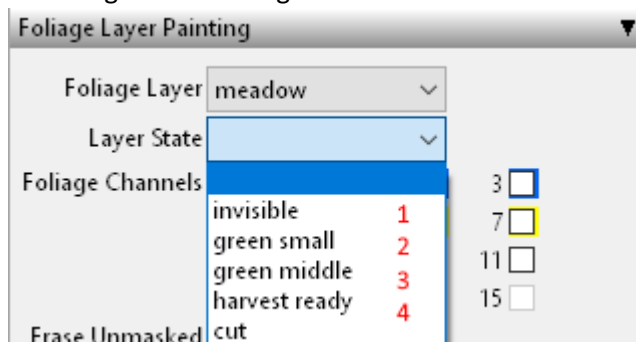 Foliage Layer Painting ▼
Foliage Layer meadow
Layer State
Foliage Channels 3
invisible 1 7
green small 2
green middle 3 11
harvest ready 4 15
Erase Unmasked cut